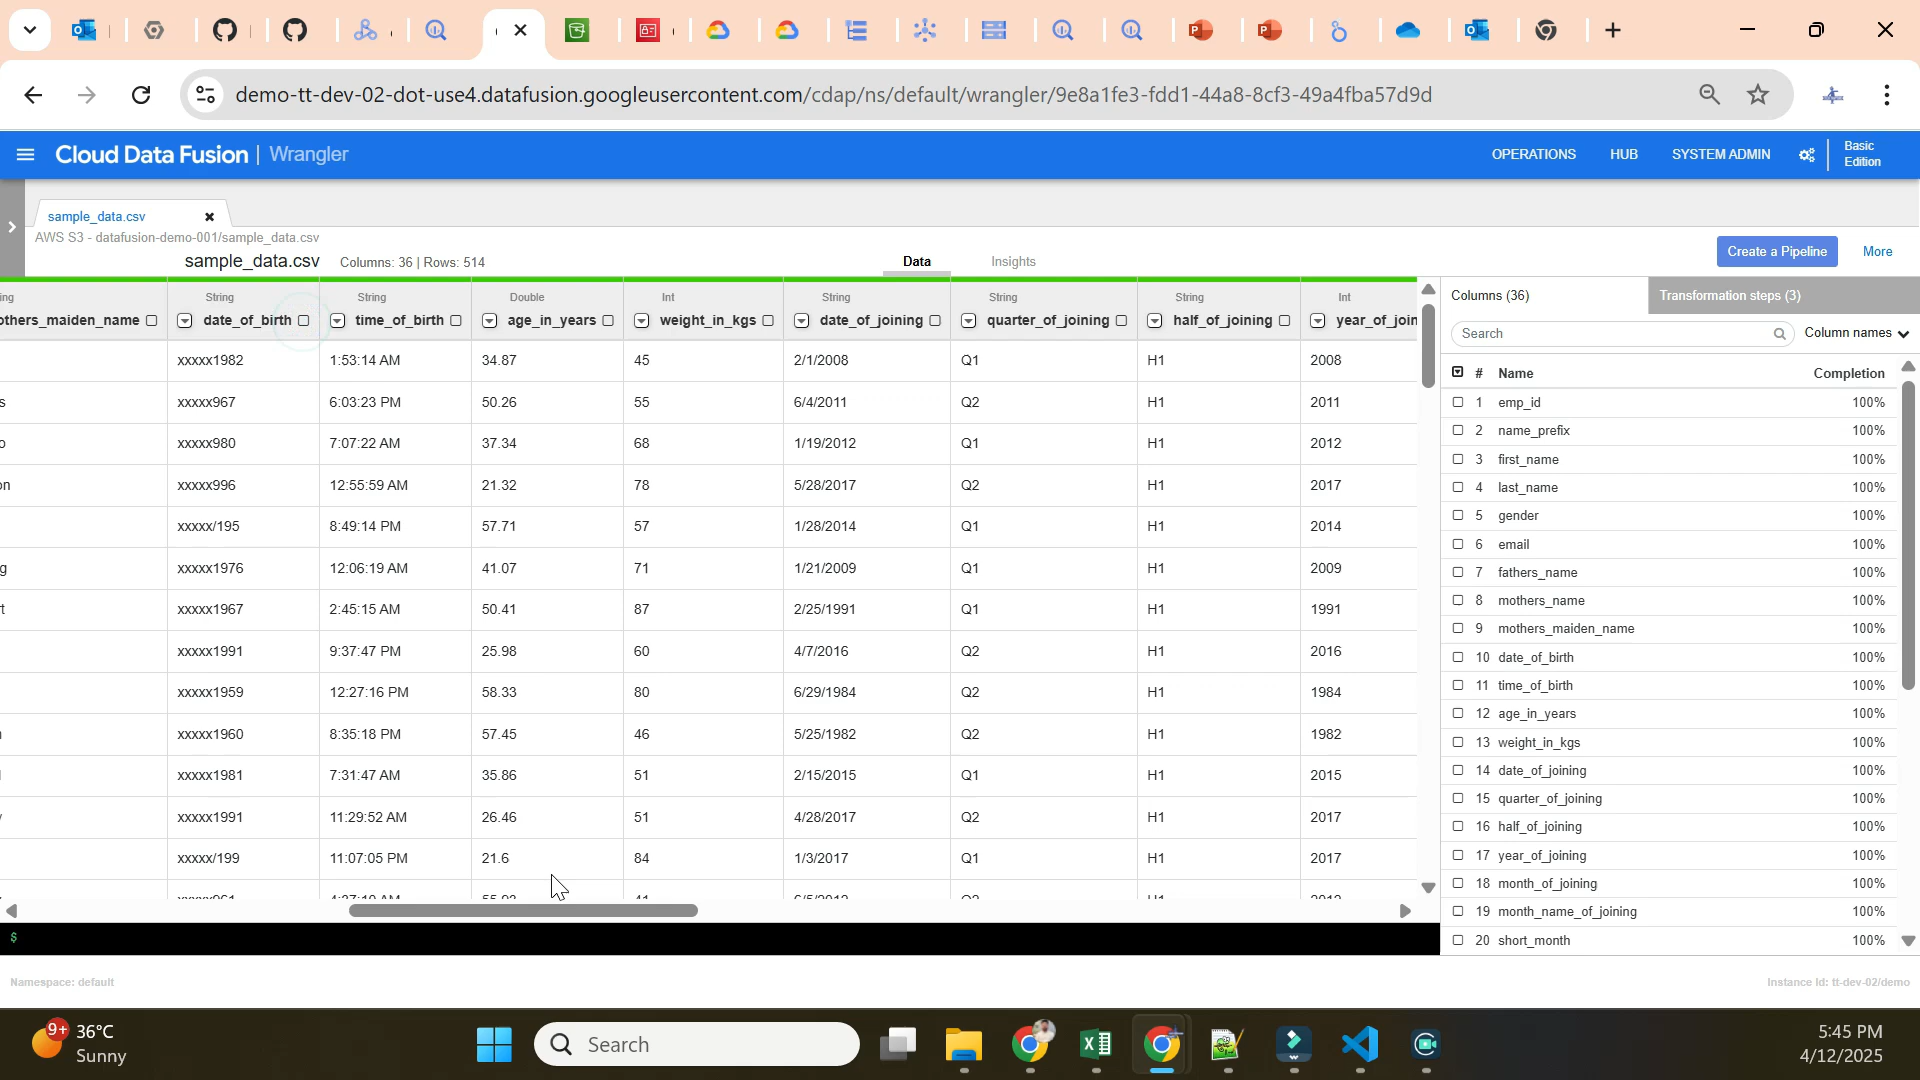 demo-tt-dev-02-dot-use4.datafusion.googleusercontent.com/cdap/ns/default/wrangler/9e8a1fe3-fdd1-44a8-8cf3-49a4fba57d9d
Cloud Data Fusion | Wrangler
OPERATIONS HUB SYSTEM ADMIN Basic Edition
sample_data.csv
AWS S3 - datafusion-demo-001/sample_data.csv
sample_data.csv Columns: 36 | Rows: 514 Data Insights Create a Pipeline More
ing String String Double Int String String String Int
others_maiden_name date_of_birth time_of_birth age_in_years weight_in_kgs date_of_joining quarter_of_joining half_of_joining year_of_join
xxxxx1982 1:53:14 AM 34.87 45 2/1/2008 Q1 H1 2008
s xxxxx967 6:03:23 PM 50.26 55 6/4/2011 Q2 H1 2011
o xxxxx980 7:07:22 AM 37.34 68 1/19/2012 Q1 H1 2012
on xxxxx996 12:55:59 AM 21.32 78 5/28/2017 Q2 H1 2017
xxxxx/195 8:49:14 PM 57.71 57 1/28/2014 Q1 H1 2014
g xxxxx1976 12:06:19 AM 41.07 71 1/21/2009 Q1 H1 2009
t xxxxx1967 2:45:15 AM 50.41 87 2/25/1991 Q1 H1 1991
xxxxx1991 9:37:47 PM 25.98 60 4/7/2016 Q2 H1 2016
xxxxx1959 12:27:16 PM 58.33 80 6/29/1984 Q2 H1 1984
xxxxx1960 8:35:18 PM 57.45 46 5/25/1982 Q2 H1 1982
xxxxx1981 7:31:47 AM 35.86 51 2/15/2015 Q1 H1 2015
xxxxx1991 11:29:52 AM 26.46 51 4/28/2017 Q2 H1 2017
xxxxx/199 11:07:05 PM 21.6 84 1/3/2017 Q1 H1 2017
$
Columns (36) Transformation steps (3)
Search Column names
# Name Completion
1 emp_id 100%
2 name_prefix 100%
3 first_name 100%
4 last_name 100%
5 gender 100%
6 email 100%
7 fathers_name 100%
8 mothers_name 100%
9 mothers_maiden_name 100%
10 date_of_birth 100%
11 time_of_birth 100%
12 age_in_years 100%
13 weight_in_kgs 100%
14 date_of_joining 100%
15 quarter_of_joining 100%
16 half_of_joining 100%
17 year_of_joining 100%
18 month_of_joining 100%
19 month_name_of_joining 100%
20 short_month 100%
Namespace: default Instance Id: tt-dev-02/demo
9+ 36°C
Sunny
Search
5:45 PM
4/12/2025